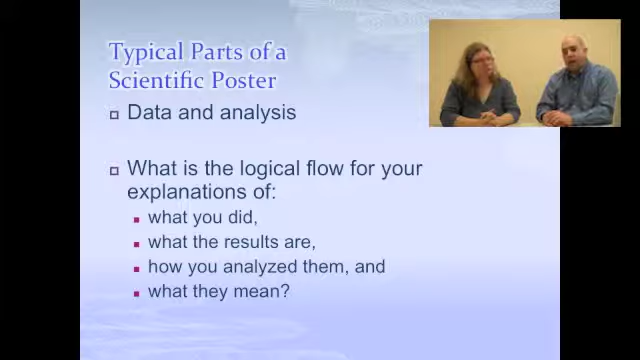 Typical Parts of a
Scientific Poster
Data and analysis
What is the logical flow for your
explanations of:
what you did,
what the results are,
how you analyzed them, and
what they mean?